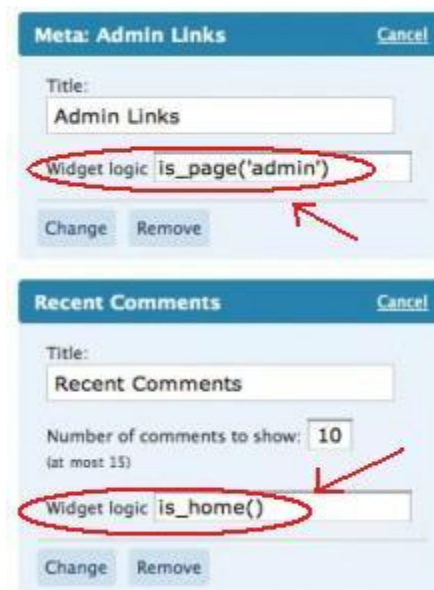 Meta: Admin Links Cancel
Title:
Admin Links
Widget logic is_page('admin')
Change Remove
Recent Comments Cancel
Title:
Recent Comments
Number of comments to show: 10
(at most 15)
Widget logic is_home()
Change Remove